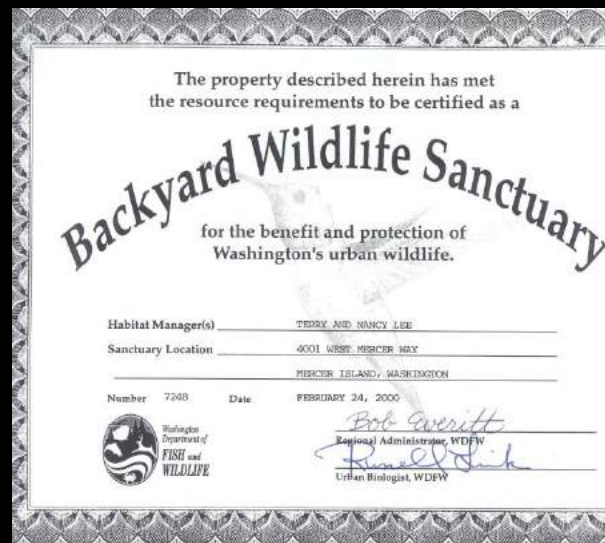 The property described herein has met
the resource requirements to be certified as a
Backyard Wildlife Sanctuary
for the benefit and protection of
Washington's urban wildlife.
Habitat Manager(s) TERRY AND NANCY LEE
Sanctuary Location 4001 WEST MERCER WAY
MERCER ISLAND, WASHINGTON
Number 7248 Date FEBRUARY 24, 2000
Bob Everitt
Regional Administrator, WDFW
Russell Link
Urban Biologist, WDFW
Washington
Department of
FISH and
WILDLIFE